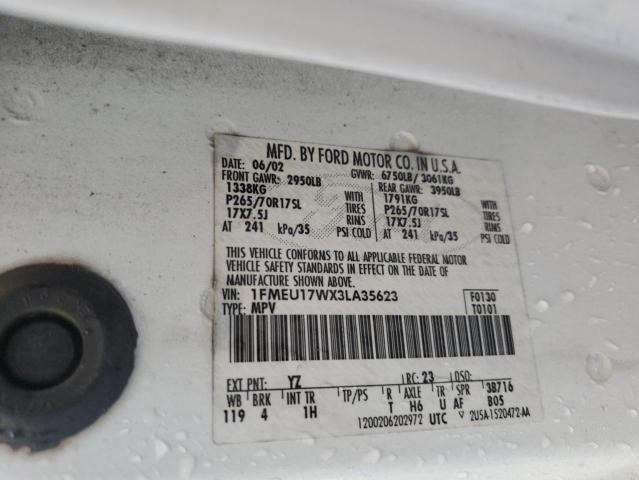 MFD. BY FORD MOTOR CO. IN U.S.A.
DATE: 06/02 GVWR: 6750LB/ 3061KG
FRONT GAWR: 2950LB REAR GAWR: 3950LB
1338KG WITH 1791KG WITH
P265/70R17SL TIRES P265/70R17SL TIRES
17X7.5J RIMS 17X7.5J RIMS
AT 241 kPa/35 PSI COLD AT 241 kPa/35 PSI COLD
THIS VEHICLE CONFORMS TO ALL APPLICABLE FEDERAL MOTOR
VEHICLE SAFETY STANDARDS IN EFFECT ON THE DATE OF
MANUFACTURE SHOWN ABOVE.
VIN: 1FMEU17WX3LA35623 F0130
TYPE: MPV T0101
EXT PNT: YZ RC: 23 DSO:
WB BRK INT TR TP/PS R AXLE TR SPR 3B716
119 4 1H T H6 U AF B05
1200206202972 UTC 2U5A-1520472-AA